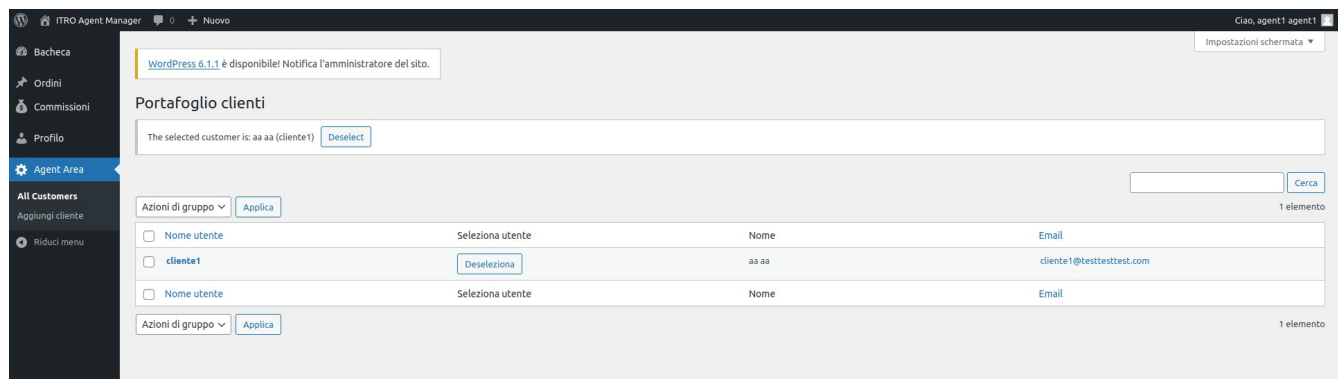 ITRO Agent Manager 0 + Nuovo Ciao, agent1 agent1
Impostazioni schermata ▼
Bacheca
Ordini
Commissioni
Profilo
Agent Area
All Customers
Aggiungi cliente
Riduci menu
WordPress 6.1.1 è disponibile! Notifica l'amministratore del sito.
Portafoglio clienti
The selected customer is: aa aa (cliente1) Deselect
Cerca
Azioni di gruppo Applica 1 elemento
Nome utente Seleziona utente Nome Email
cliente1 Deseleziona aa aa cliente1@testtesttest.com
Nome utente Seleziona utente Nome Email
Azioni di gruppo Applica 1 elemento